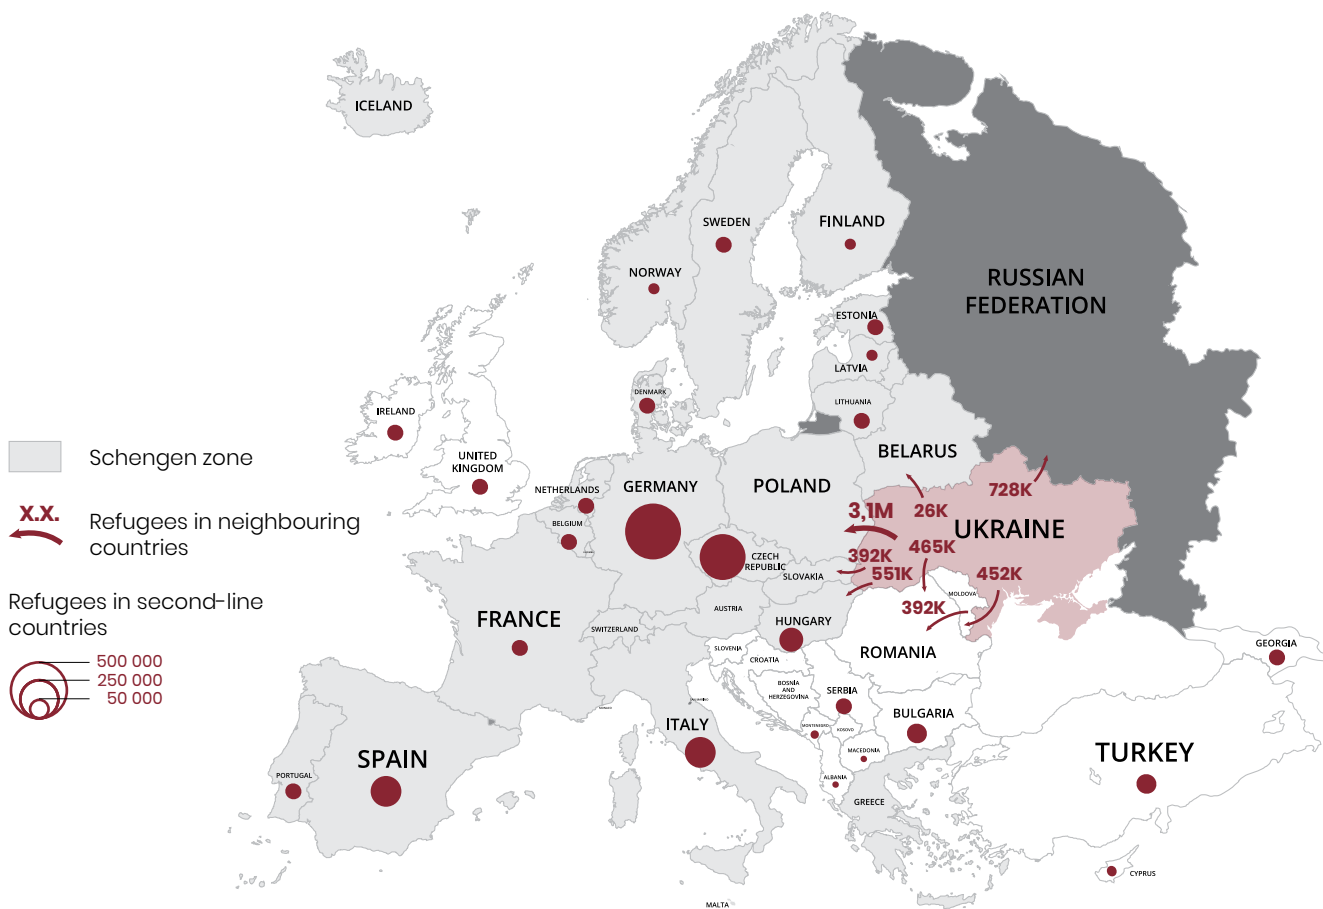 ICELAND
SWEDEN
FINLAND
NORWAY
RUSSIAN
FEDERATION
ESTONIA
LATVIA
DENMARK
LITHUANIA
IRELAND
UNITED
KINGDOM
BELARUS
Schengen zone
NETHERLANDS
GERMANY
POLAND
728K
X.X.
Refugees in neighbouring
countries
BELGIUM
3,1M
26K
UKRAINE
465K
CZECH
REPUBLIC
392K
SLOVAKIA
551K
452K
MOLDOVA
Refugees in second-line
countries
500 000
250 000
50 000
FRANCE
AUSTRIA
392K
SWITZERLAND
HUNGARY
SLOVENIA
CROATIA
ROMANIA
GEORGIA
BOSNIA
AND
HERZEGOVINA
SERBIA
ITALY
BULGARIA
MONTENEGRO
KOSOVO
MACEDONIA
SPAIN
TURKEY
PORTUGAL
ALBANIA
GREECE
CYPRUS
MALTA